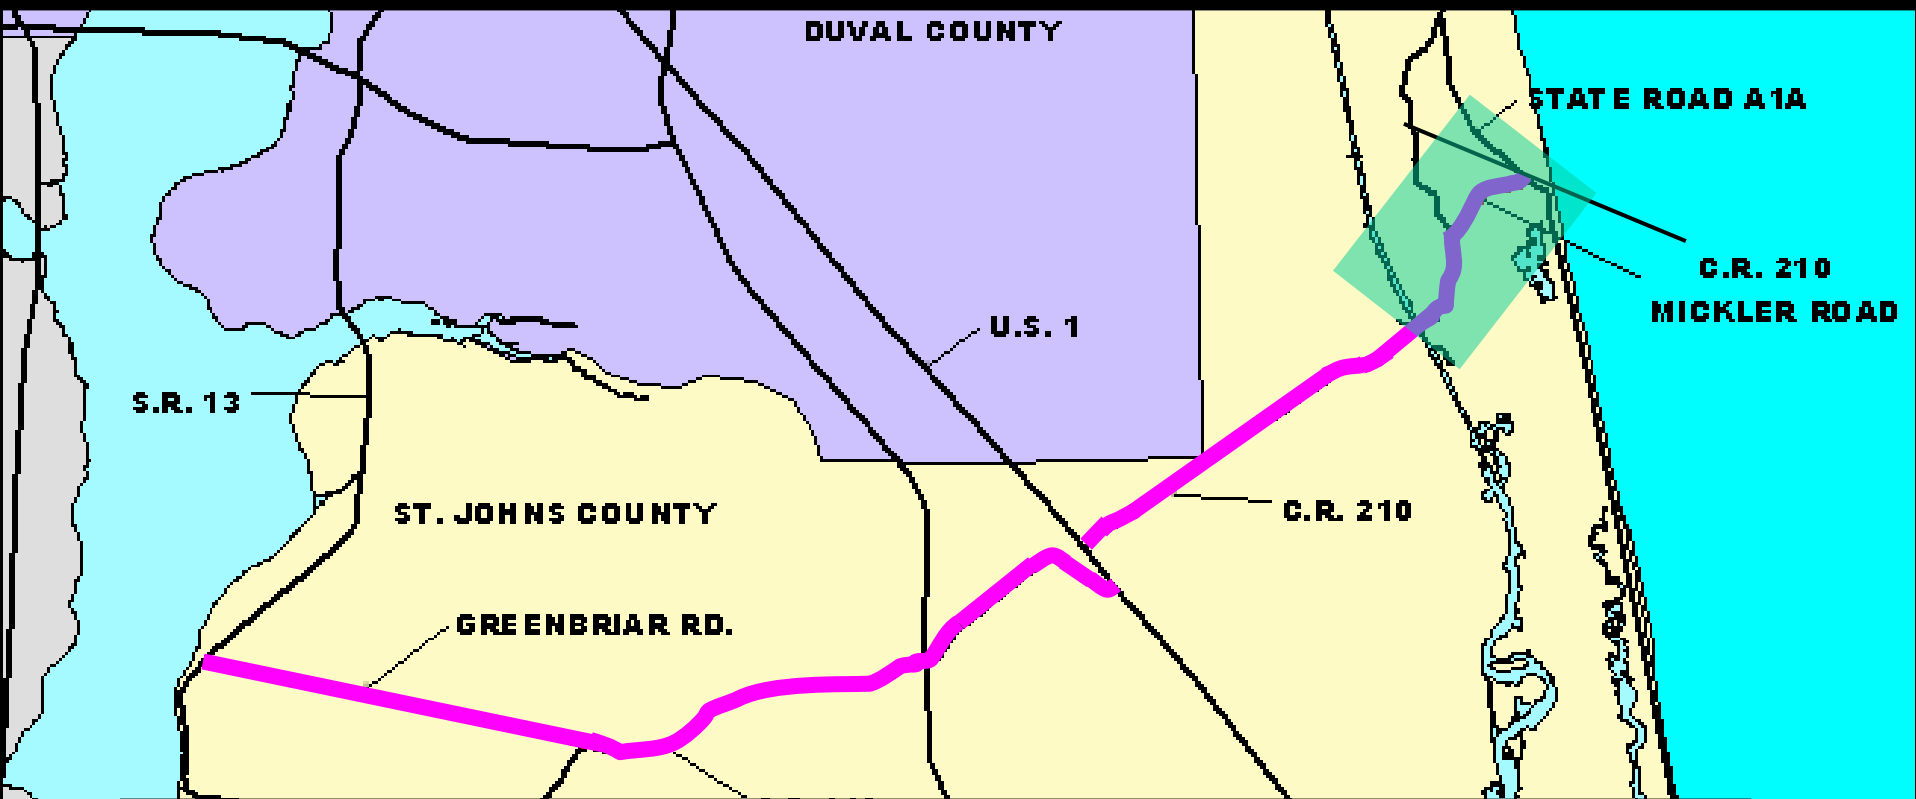 DUVAL COUNTY
STATE ROAD A1A
C.R. 210
MICKLER ROAD
U.S. 1
S.R. 13
ST. JOHNS COUNTY
C.R. 210
GREENBRIAR RD.